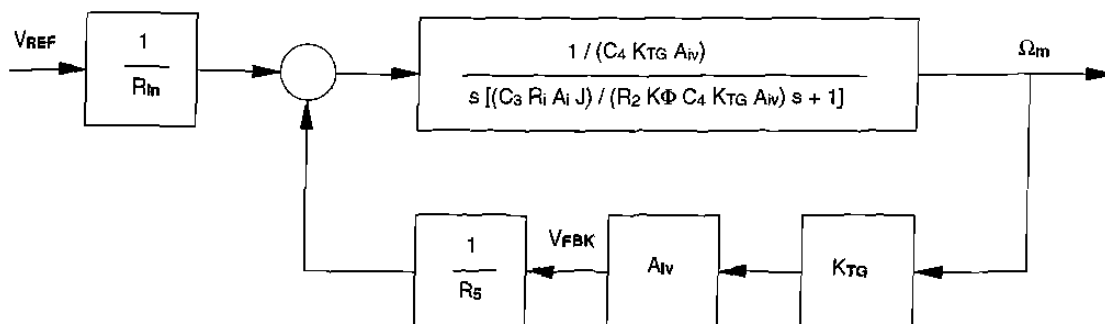 VREF
1
RIn
1 / (C4 KTG Aiv)
s [(C3 Ri Ai J) / (R2 KΦ C4 KTG Aiv) s + 1]
Ωm
1
R5
VFBK
Aiv
KTG